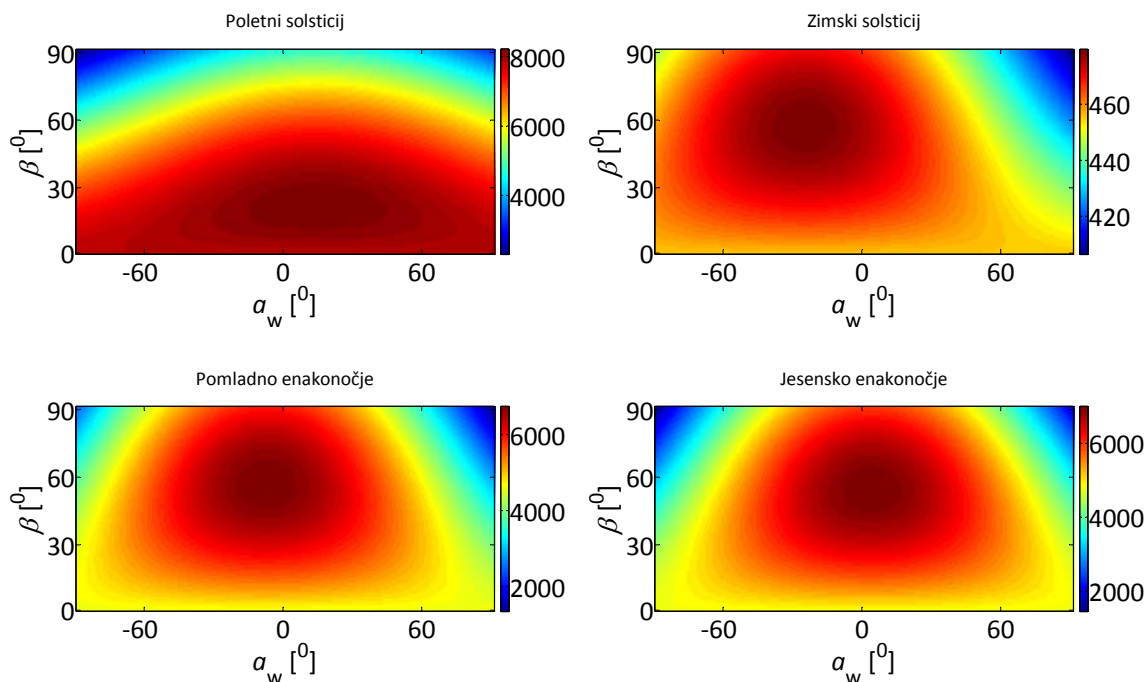 Poletni solsticij
90
60
30
0
β [⁰]
-60 0 60
a_w [⁰]
8000
6000
4000
Zimski solsticij
90
60
30
0
β [⁰]
-60 0 60
a_w [⁰]
460
440
420
Pomladno enakonočje
90
60
30
0
β [⁰]
-60 0 60
a_w [⁰]
6000
4000
2000
Jesensko enakonočje
90
60
30
0
β [⁰]
-60 0 60
a_w [⁰]
6000
4000
2000